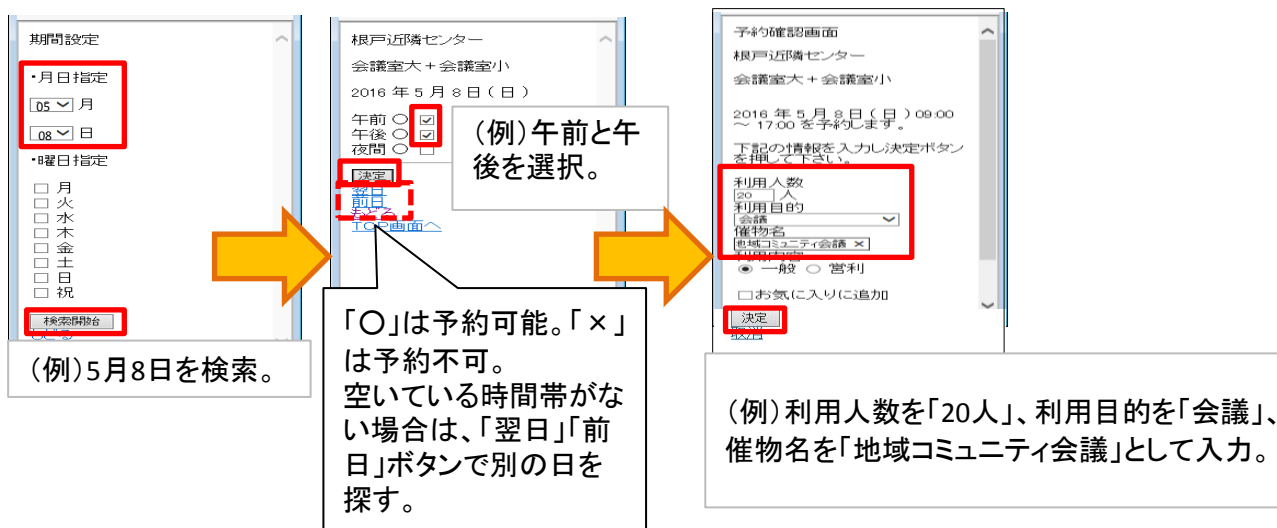 期間設定
・月日指定
05 月
08 日
・曜日指定
月
火
水
木
金
土
日
祝
検索開始
もどる
(例)5月8日を検索。
根戸近隣センター
会議室大+会議室小
2016 年 5 月 8 日(日)
午前 ○
午後 ○
夜間 ○
決定
翌日
前日
もどる
TOP画面へ
(例)午前と午
後を選択。
「○」は予約可能。「×」
は予約不可。
空いている時間帯がな
い場合は、「翌日」「前
日」ボタンで別の日を
探す。
予約確認画面
根戸近隣センター
会議室大+会議室小
2016 年 5 月 8 日(日)09:00
~ 17:00 を予約します。
下記の情報を入力し決定ボタン
を押して下さい。
利用人数
20 人
利用目的
会議
催物名
地域コミュニティ会議 ×
利用内容
一般 営利
お気に入りに追加
決定
取消
(例)利用人数を「20人」、利用目的を「会議」、
催物名を「地域コミュニティ会議」として入力。